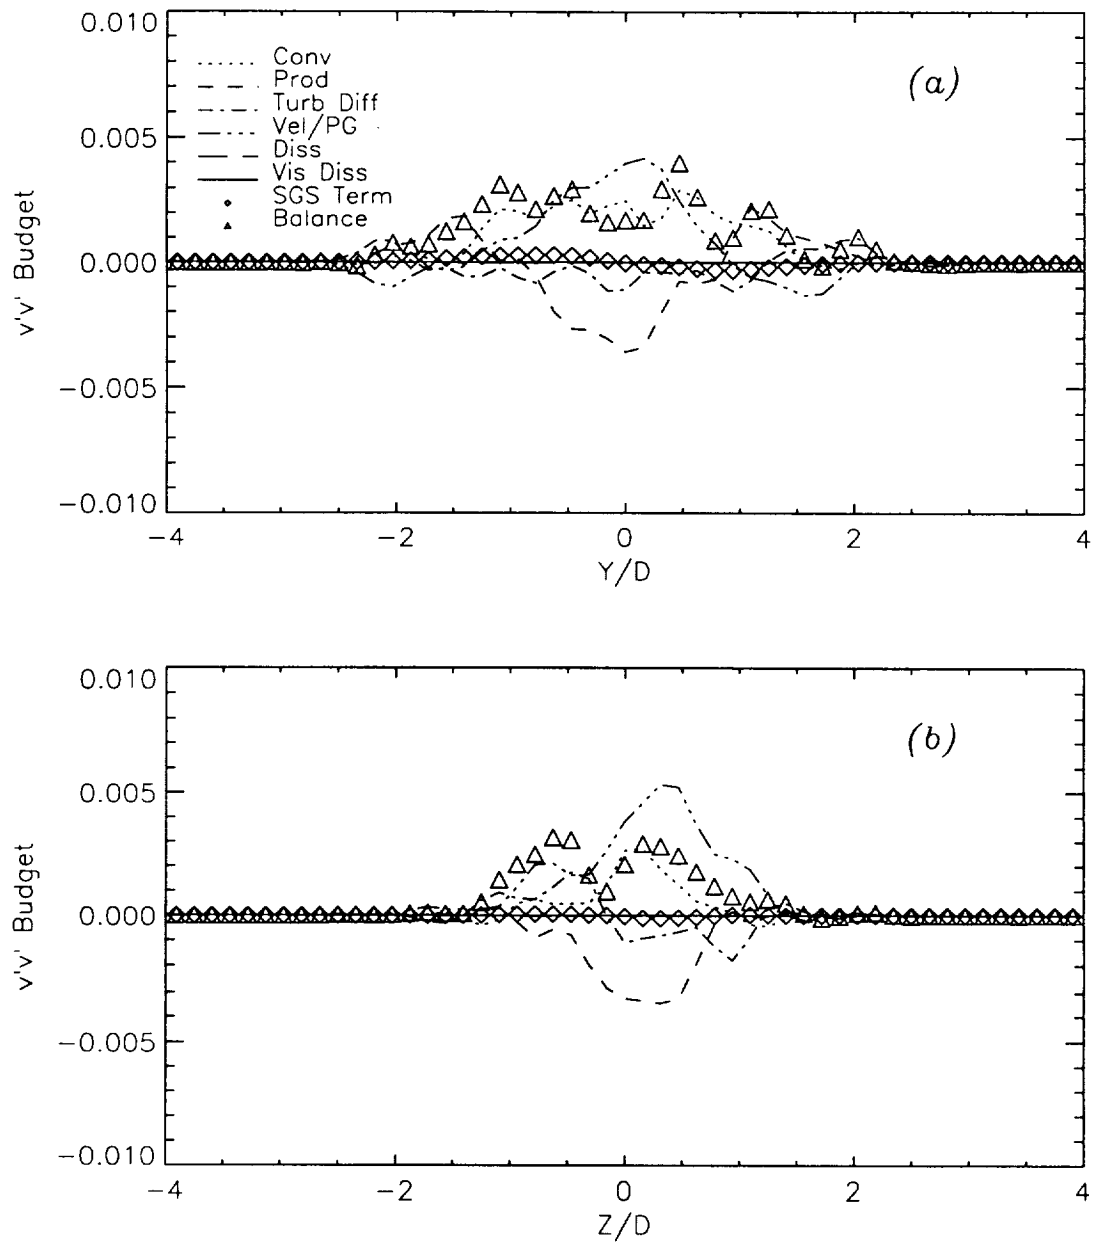 0.010
0.005
0.000
−0.005
−0.010
v'v' Budget
Conv
Prod
Turb Diff
Vel/PG
Diss
Vis Diss
SGS Term
Balance
(a)
−4
−2
0
2
4
Y/D
0.010
0.005
0.000
−0.005
−0.010
v'v' Budget
(b)
−4
−2
0
2
4
Z/D